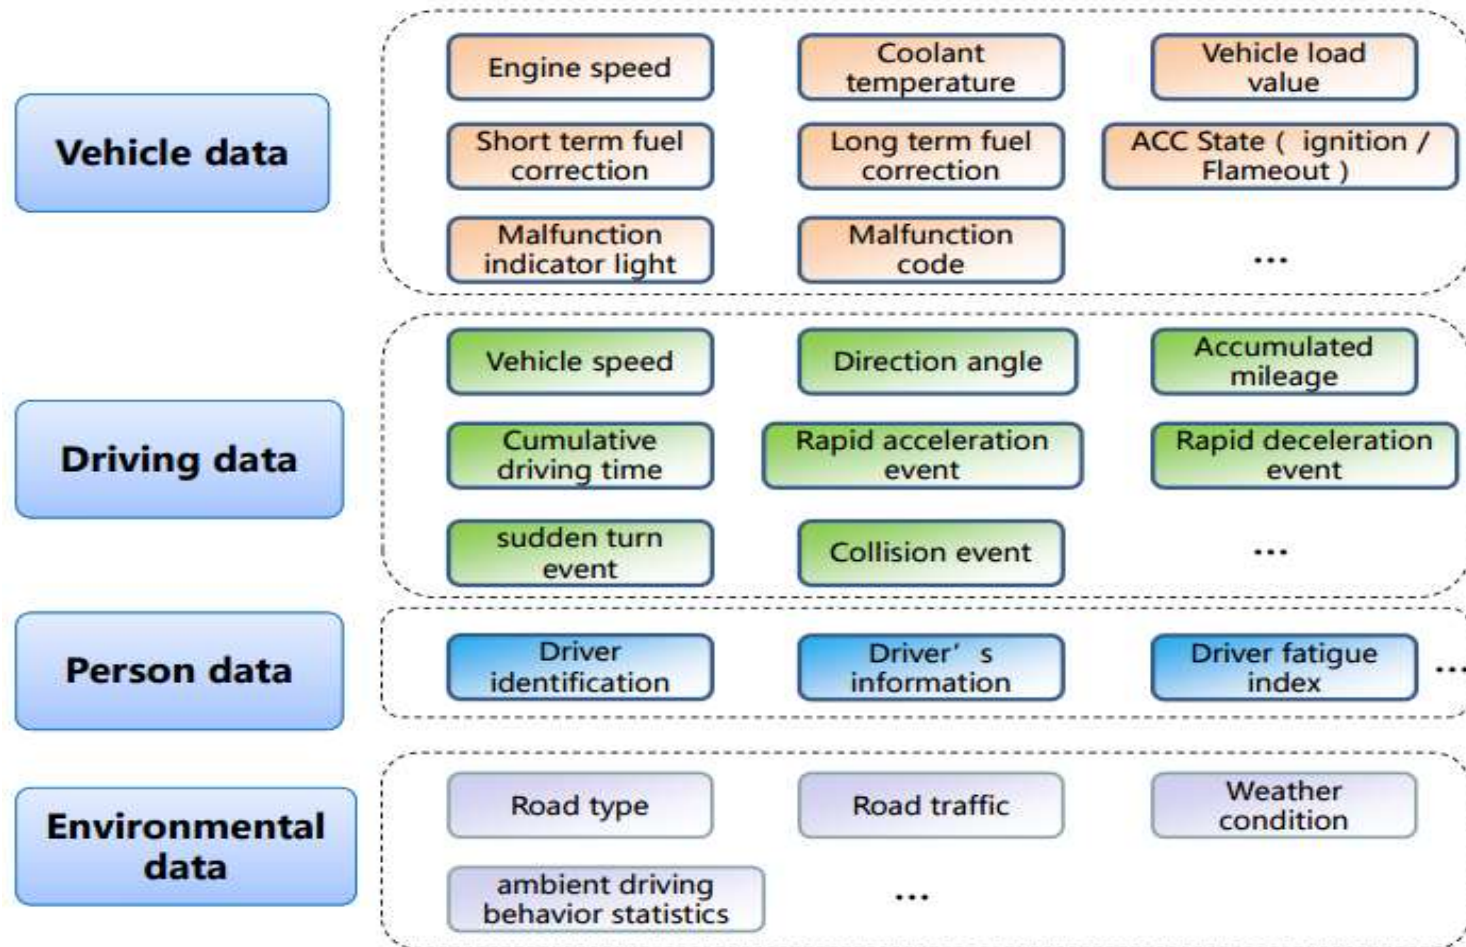 Vehicle data
Engine speed
Coolant
temperature
Vehicle load
value
Short term fuel
correction
Long term fuel
correction
ACC State ( ignition /
Flameout )
Malfunction
indicator light
Malfunction
code
...
Driving data
Vehicle speed
Direction angle
Accumulated
mileage
Cumulative
driving time
Rapid acceleration
event
Rapid deceleration
event
sudden turn
event
Collision event
...
Person data
Driver
identification
Driver’ s
information
Driver fatigue
index
...
Environmental
data
Road type
Road traffic
Weather
condition
ambient driving
behavior statistics
...